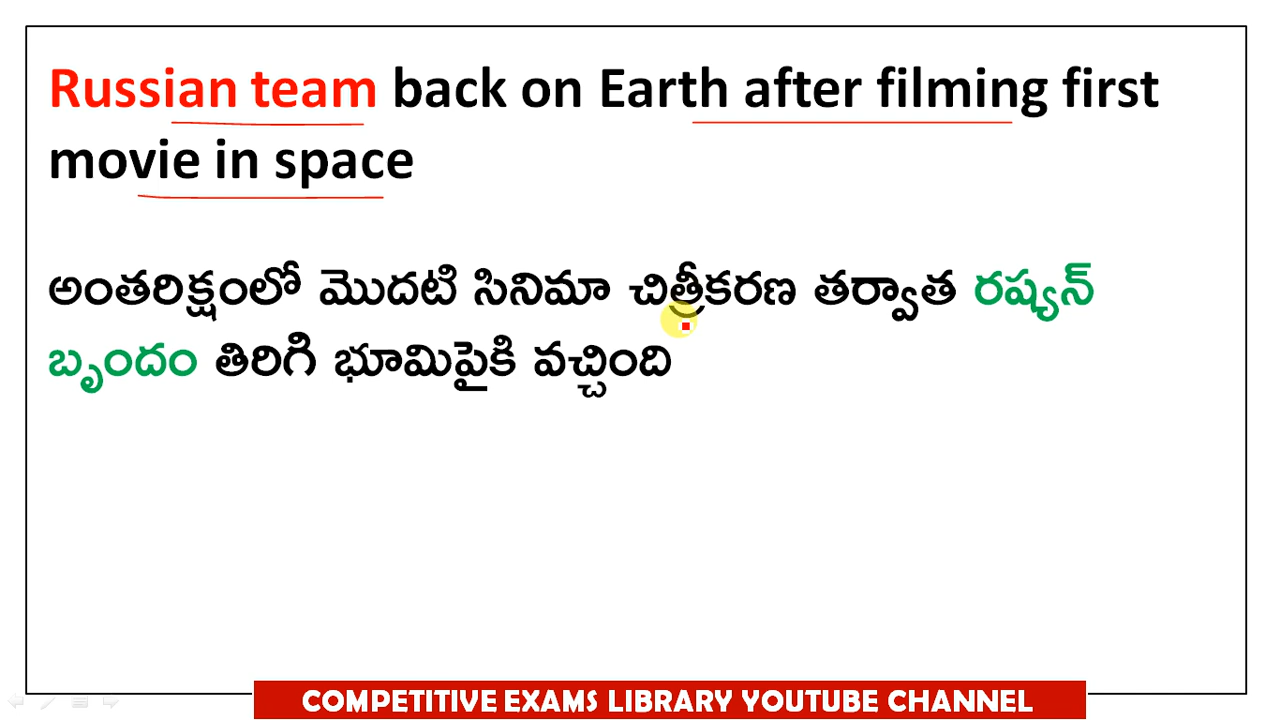 Russian team back on Earth after filming first
movie in space
అంతరిక్షంలో మొదటి సినిమా చిత్రీకరణ తర్వాత రష్యన్
బృందం తిరిగి భూమిపైకి వచ్చింది
COMPETITIVE EXAMS LIBRARY YOUTUBE CHANNEL